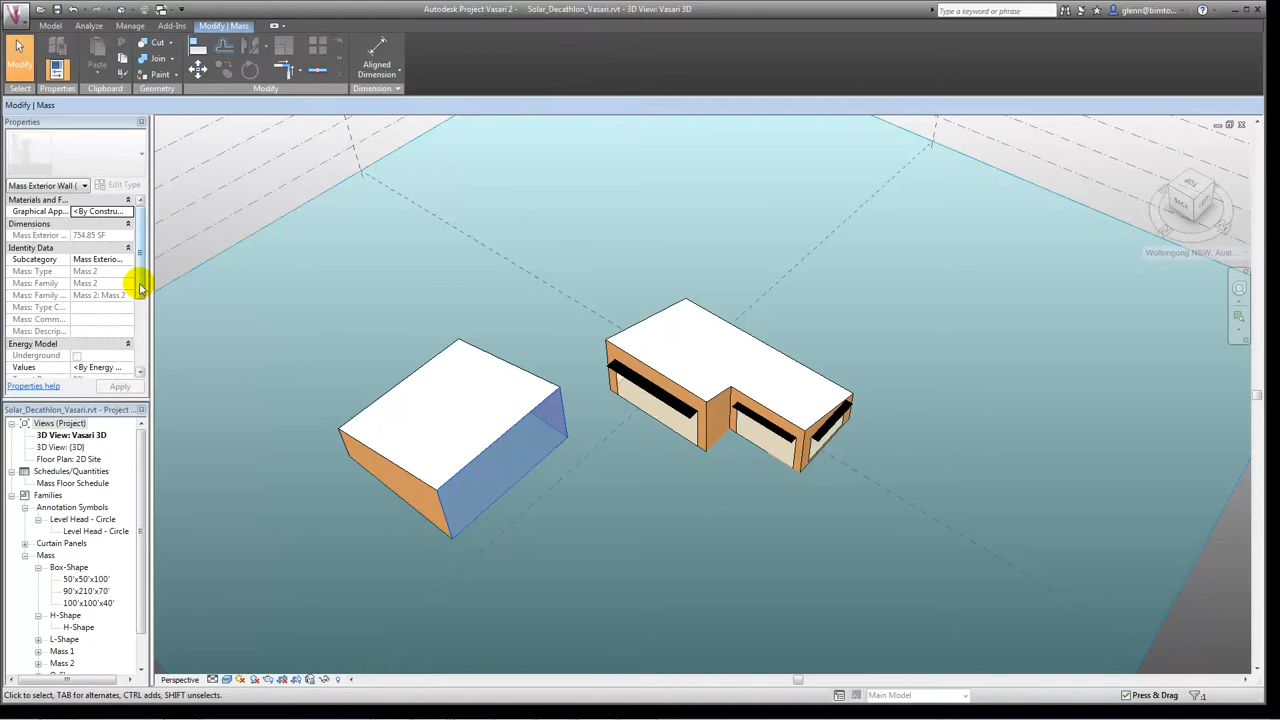 Autodesk Project Vasari 2 - Solar_Decathlon_Vasari.rvt - 3D View: Vasari 3D
Type a keyword or phrase
glenn@bimto...
Model Analyze Manage Add-Ins Modify | Mass
Modify
Paste
Cut
Join
Paint
Aligned
Dimension
Select Properties Clipboard Geometry Modify Dimension
Modify | Mass
Properties
Mass Exterior Wall (
Edit Type
Materials and F...
Graphical App... <By Constru...
Dimensions
Mass Exterior ... 754.85 SF
Identity Data
Subcategory Mass Exterio...
Mass: Type Mass 2
Mass: Family Mass 2
Mass: Family ... Mass 2: Mass 2
Mass: Type C...
Mass: Comm...
Mass: Descrip...
Energy Model
Underground
Values <By Energy ...
Properties help
Apply
Solar_Decathlon_Vasari.rvt - Project ...
Views (Project)
3D View: Vasari 3D
3D View: {3D}
Floor Plan: 2D Site
Schedules/Quantities
Mass Floor Schedule
Families
Annotation Symbols
Level Head - Circle
Level Head - Circle
Curtain Panels
Mass
Box-Shape
50'x50'x100'
90'x210'x70'
100'x100'x40'
H-Shape
H-Shape
L-Shape
Mass 1
Mass 2
BACK
Wollongong NSW, Aust...
Perspective
Click to select, TAB for alternates, CTRL adds, SHIFT unselects.
Main Model
Press & Drag
:1